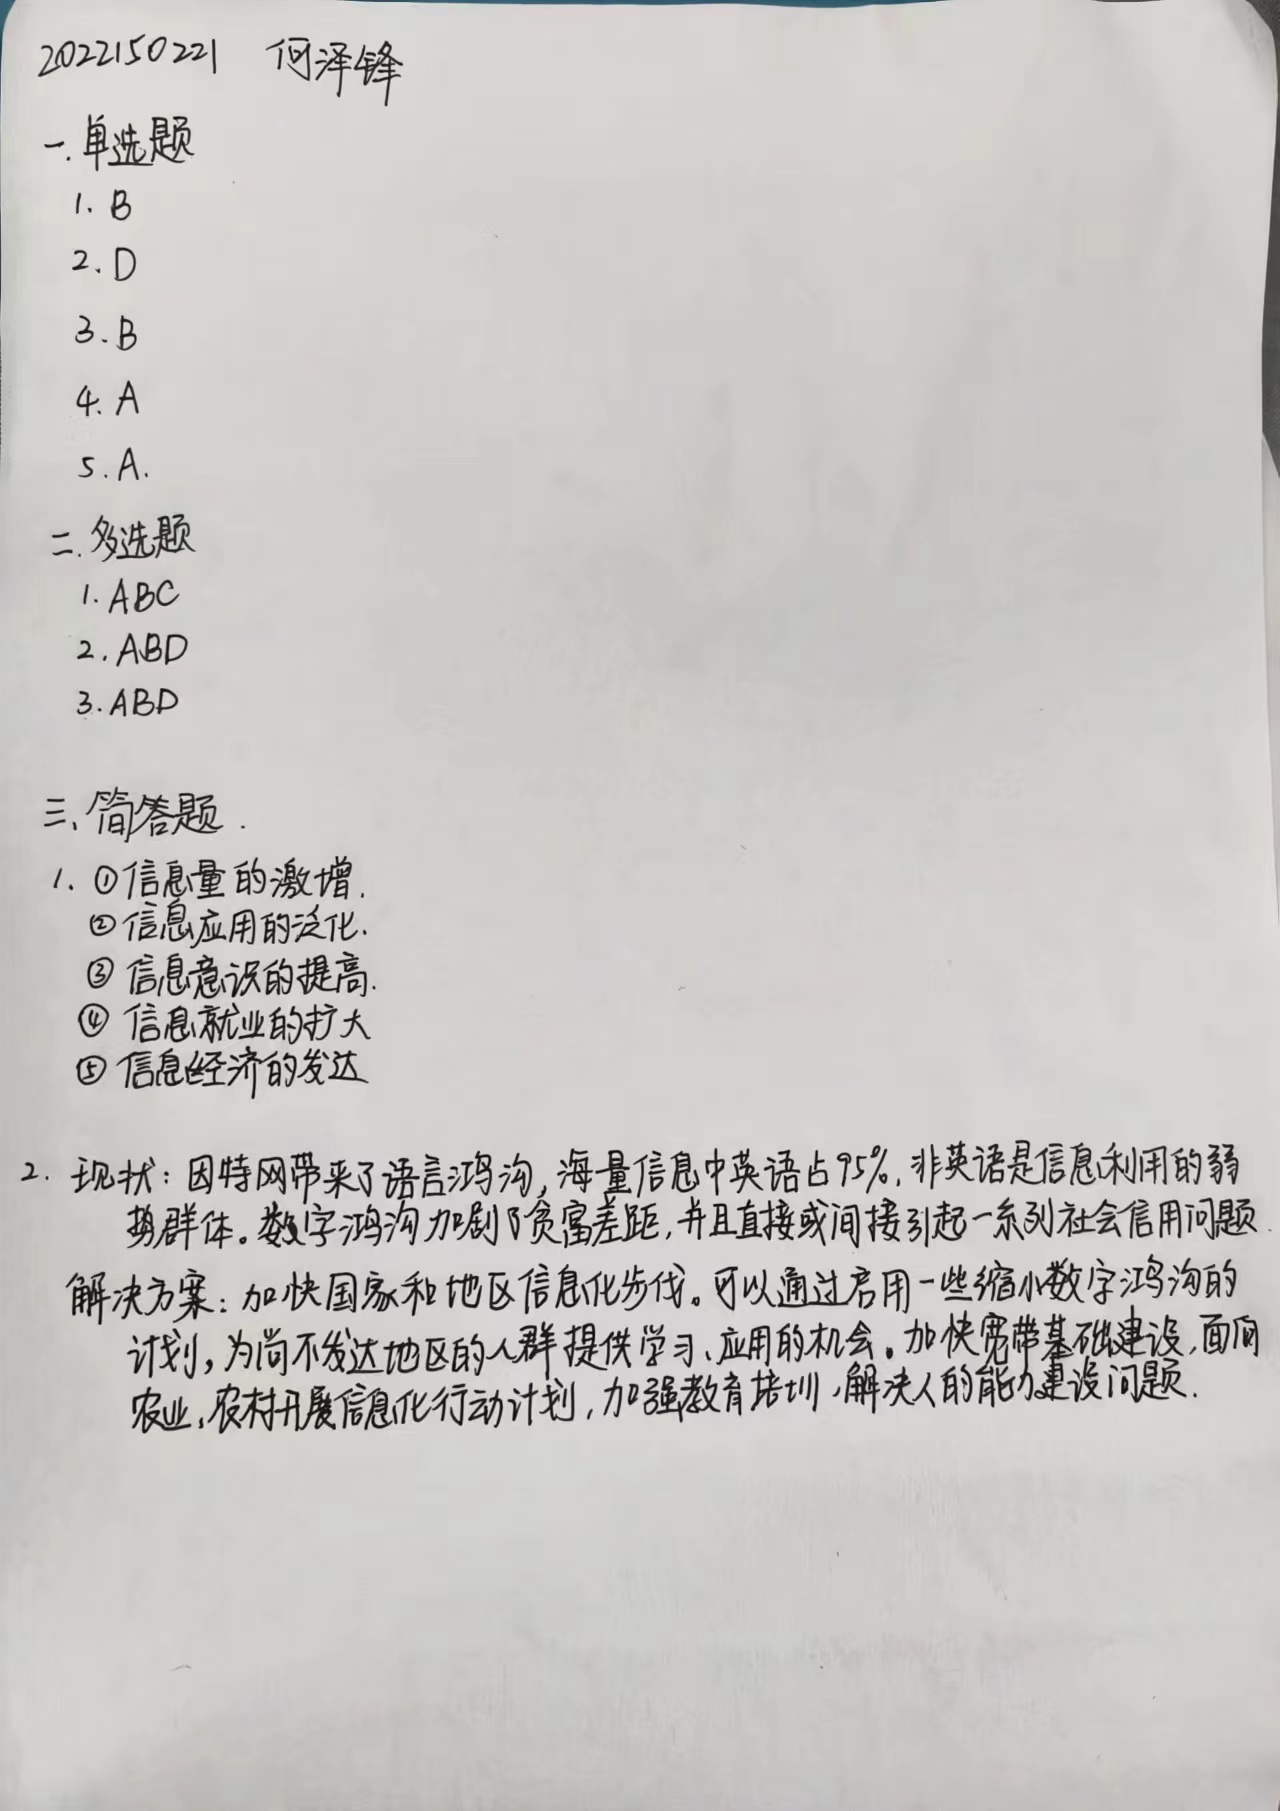 2022150221 何泽锋
一.单选题
1. B
2. D
3. B
4. A
5. A.
二.多选题
1. ABC
2. ABD
3. ABD
三、简答题.
1. ①信息量的激增.
②信息应用的泛化.
③信息意识的提高.
④信息就业的扩大
⑤信息经济的发达
2. 现状：因特网带来了语言鸿沟,海量信息中英语占95%,非英语是信息利用的弱
势群体。数字鸿沟加剧了贫富差距,并且直接或间接引起一系列社会信用问题.
解决方案：加快国家和地区信息化步伐。可以通过启用一些缩小数字鸿沟的
计划,为尚不发达地区的人群提供学习、应用的机会。加快宽带基础建设,面向
农业,农村开展信息化行动计划,加强教育培训,解决人的能力建设问题.